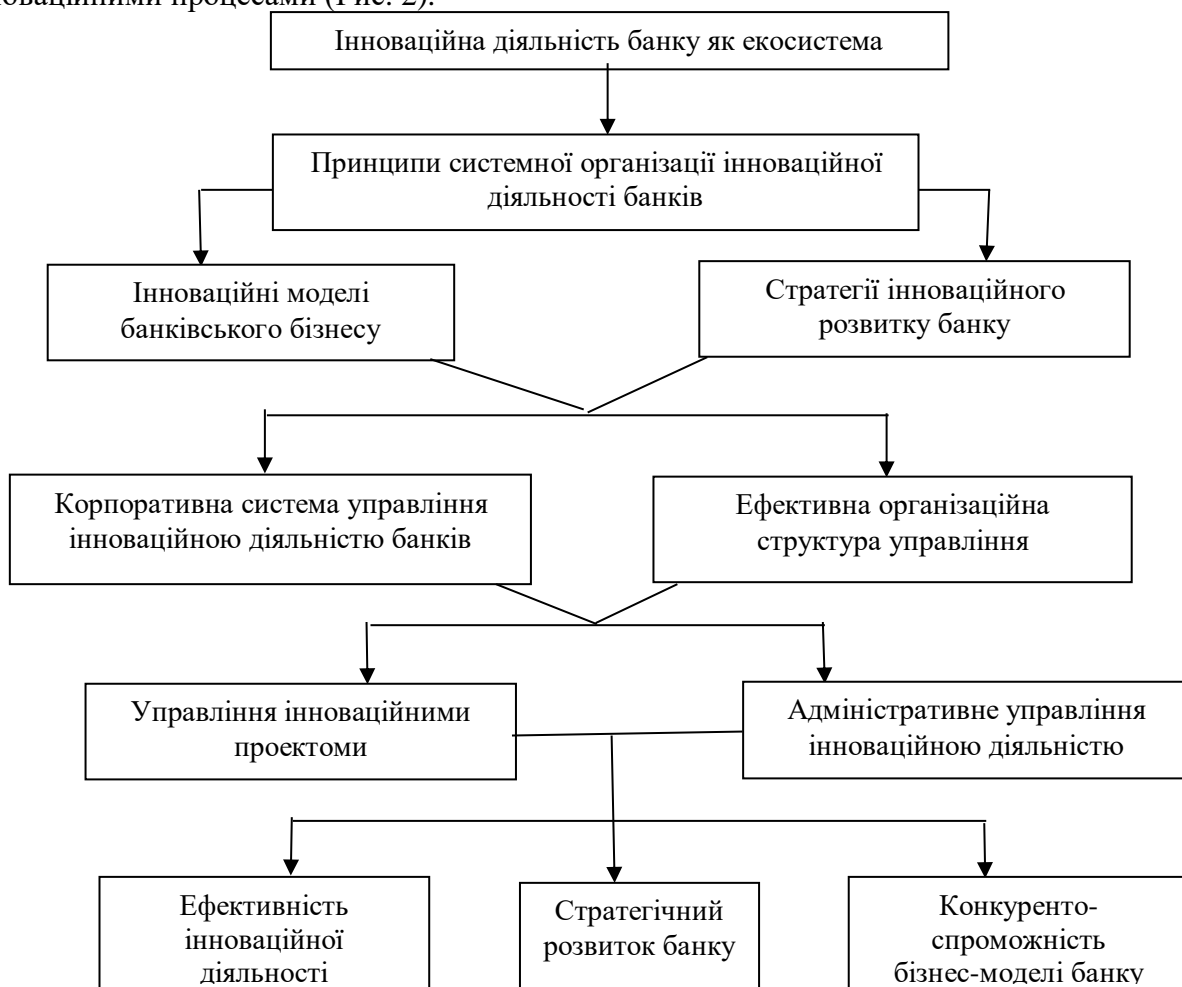 новаційними процесами (Рис. 2).
Інноваційна діяльність банку як екосистема
Принципи системної організації інноваційної
діяльності банків
Інноваційні моделі
банківського бізнесу
Стратегії інноваційного
розвитку банку
Корпоративна система управління
інноваційною діяльністю банків
Ефективна організаційна
структура управління
Управління інноваційними
проектоми
Адміністративне управління
інноваційною діяльністю
Ефективність
інноваційної
діяльності
Стратегічний
розвиток банку
Конкуренто-
спроможність
бізнес-моделі банку